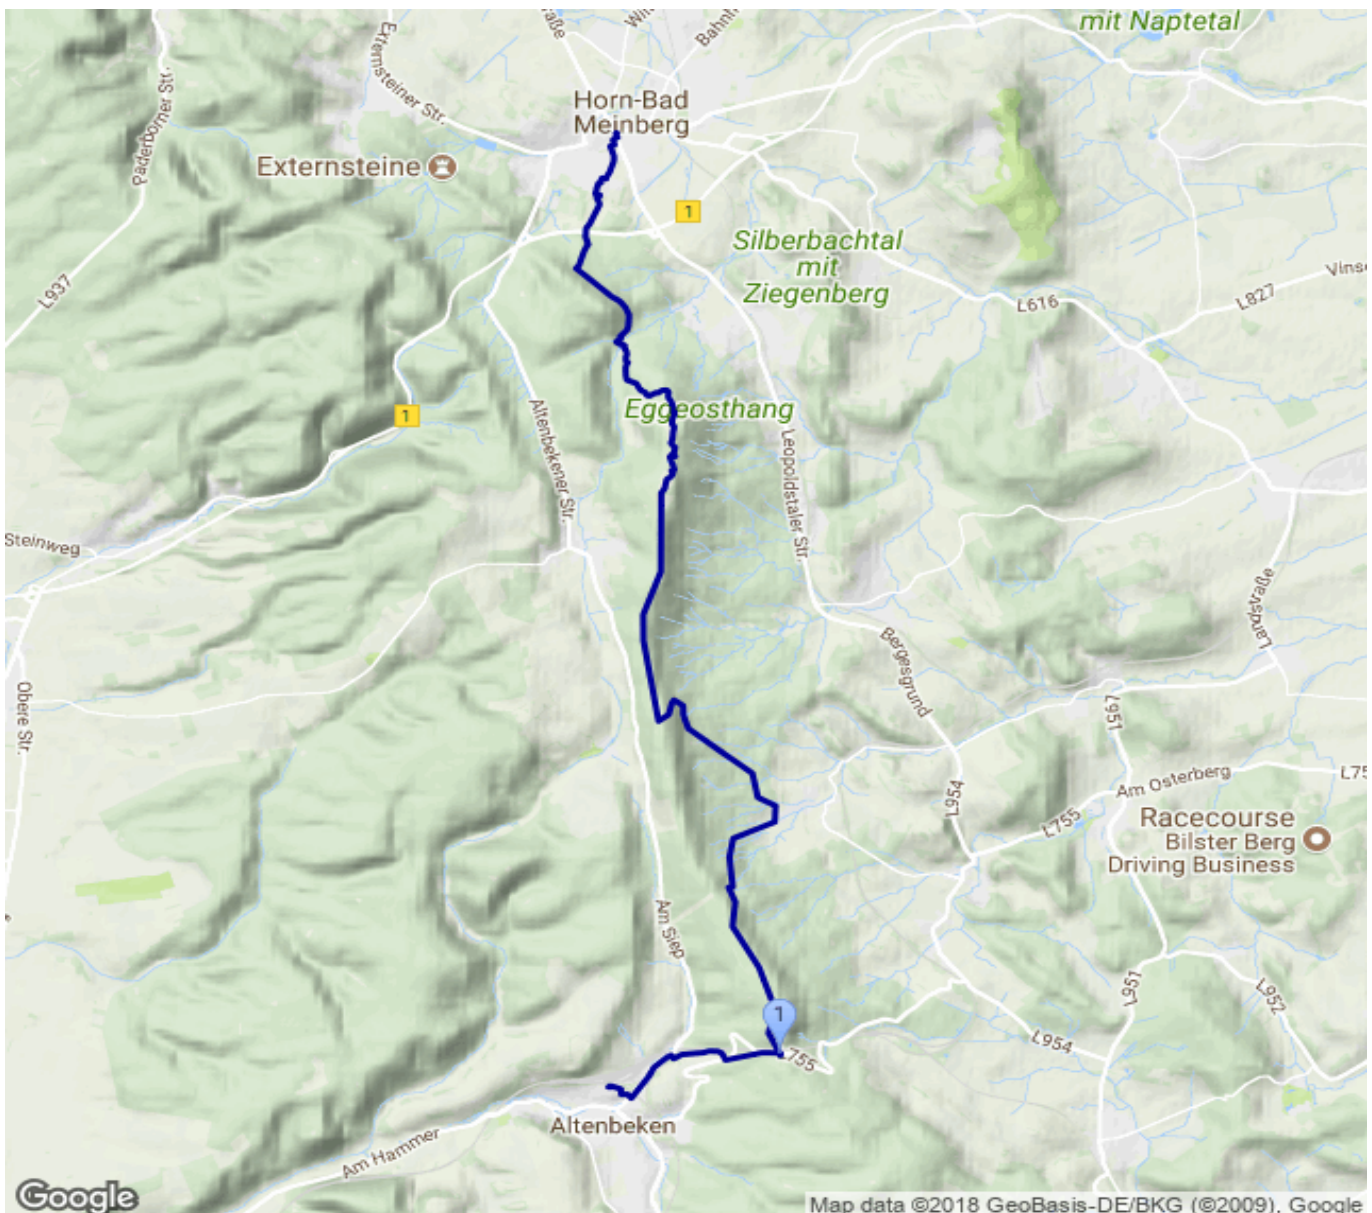 mit Naptetal
Externsteiner Str.
Paderborner Str.
Horn-Bad
Meinberg
Externsteine
1
Silberbachtal
mit
Ziegenberg
L937
L827
L616
1
Eggeosthang
Altenbekener Str.
Leopoldstaler Str.
Steinweg
Landstraße
Bergesgrund
Obere Str.
L951
Am Osterberg
L954
L755
Racecourse
Bilster Berg
Driving Business
Am Siep
L951
L952
1
L954
L755
Altenbeken
Am Hammer
Google
Map data ©2018 GeoBasis-DE/BKG (©2009), Google